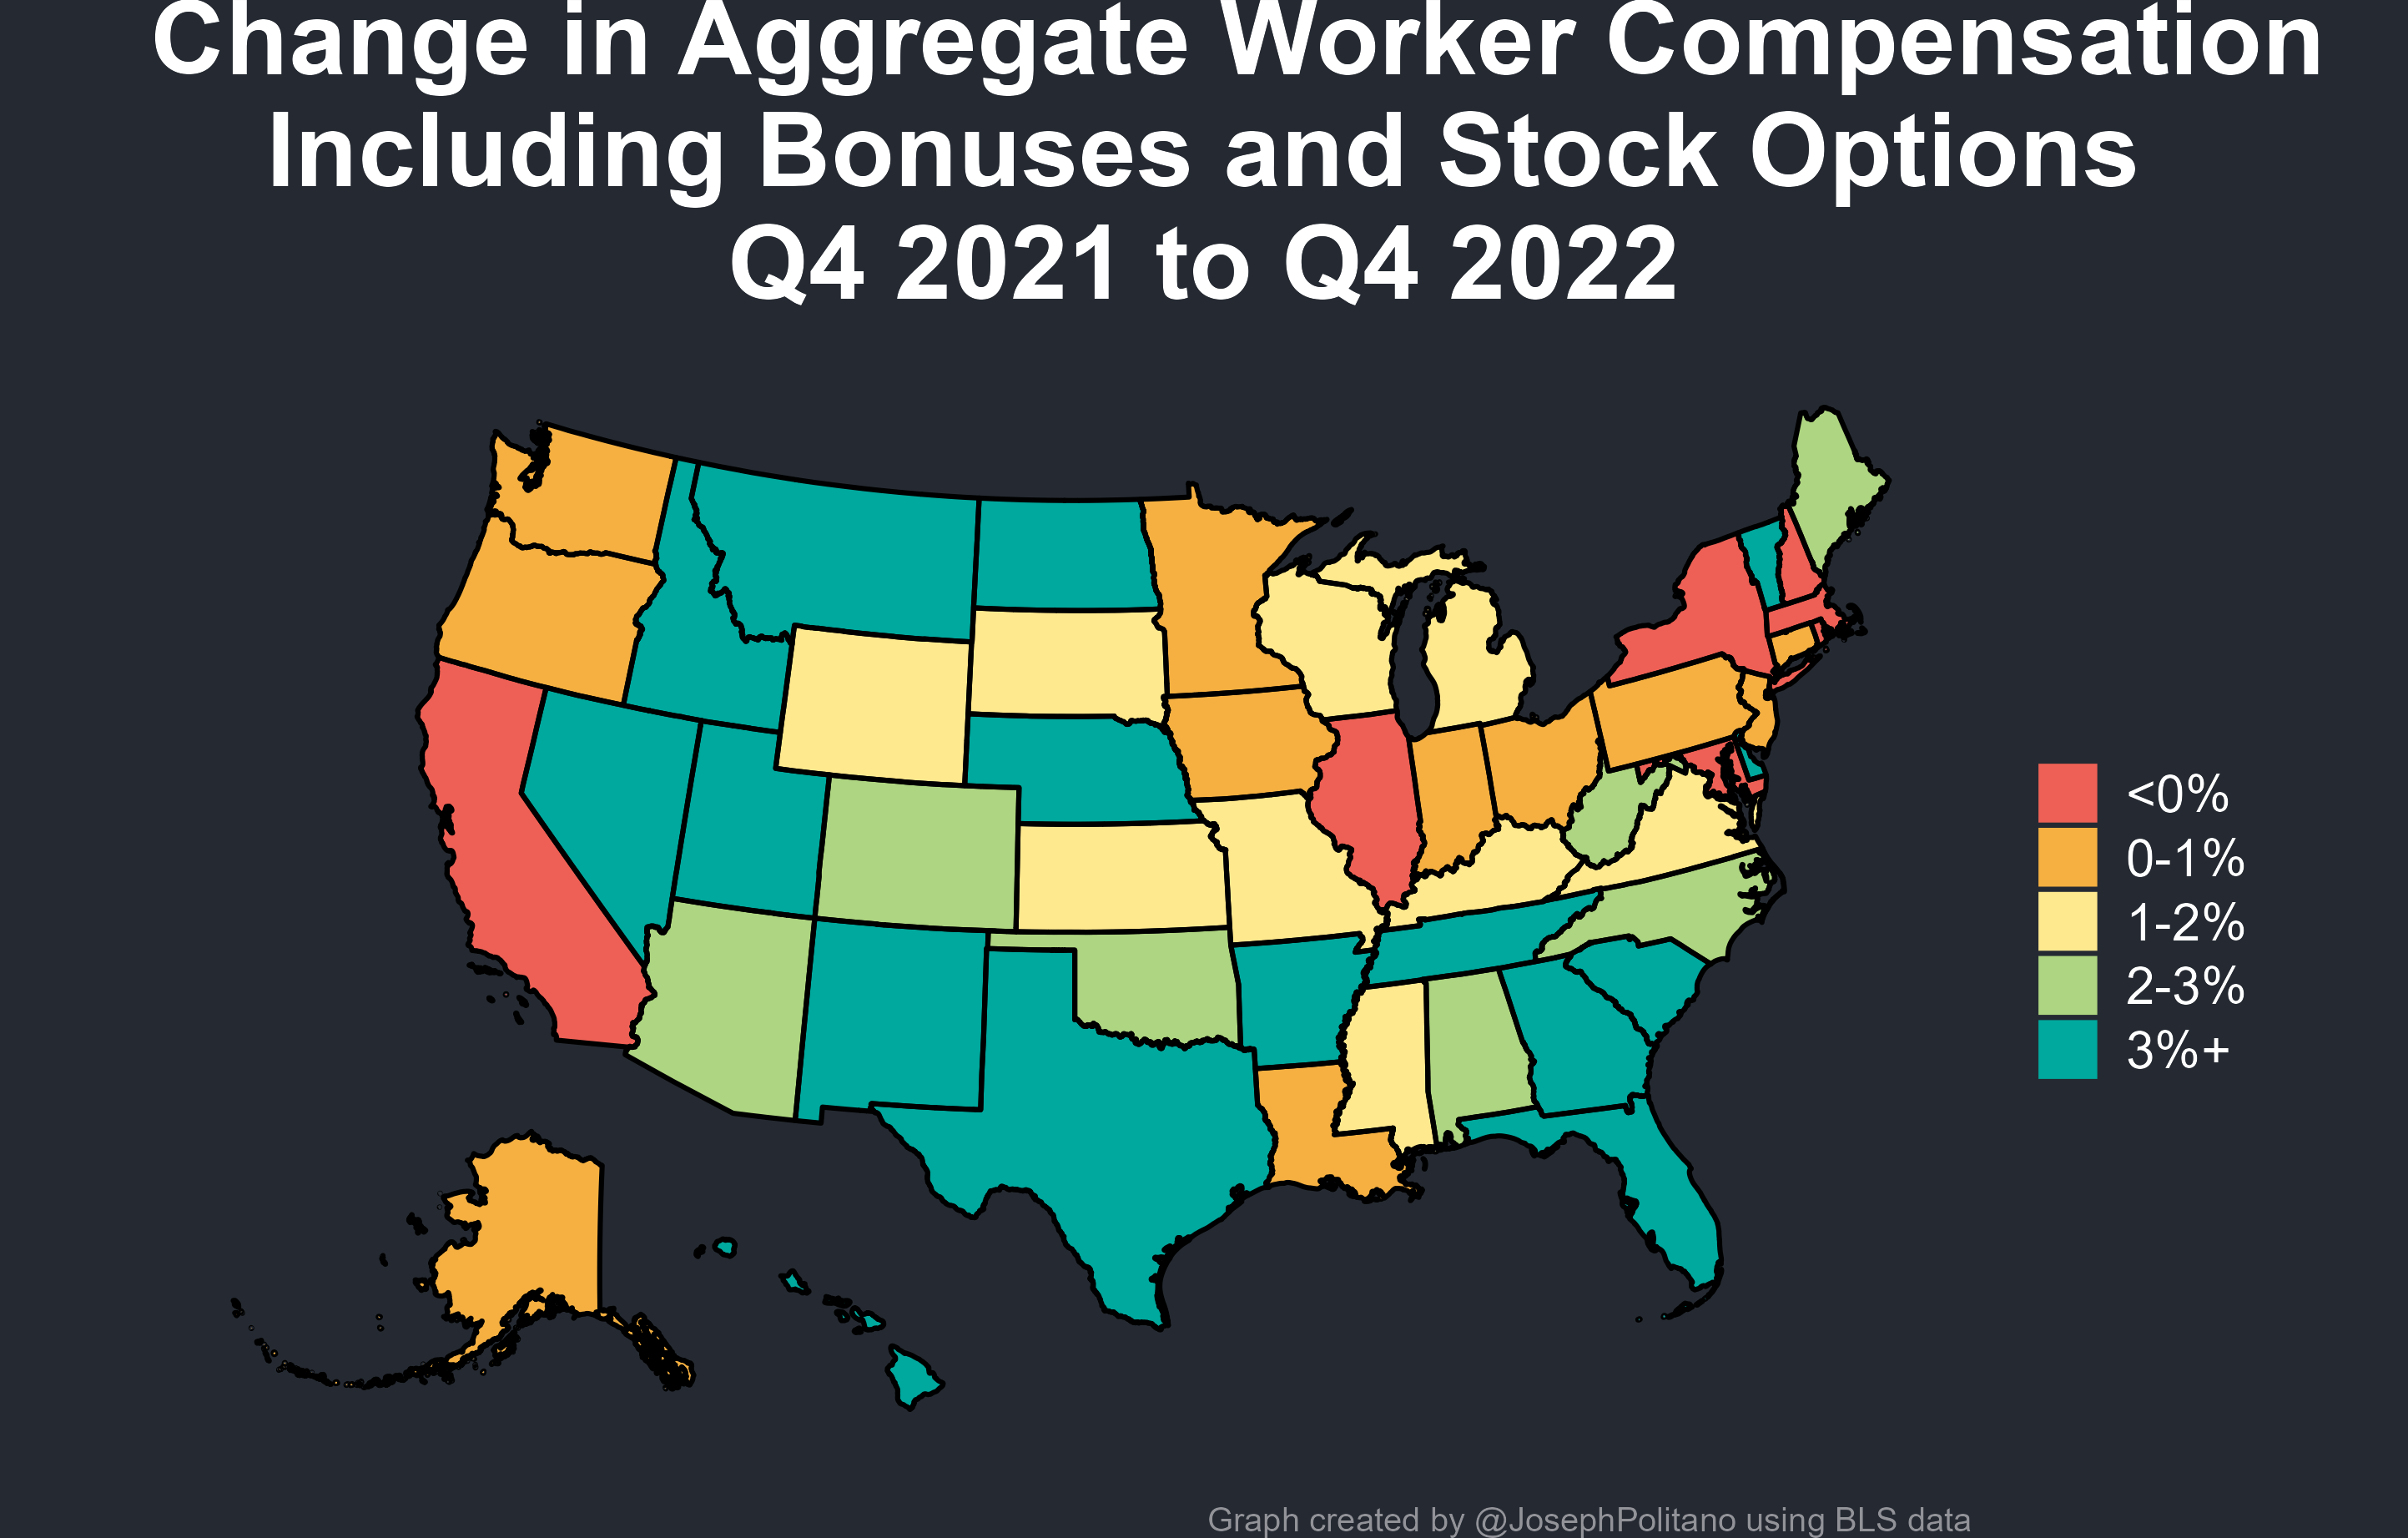 Change in Aggregate Worker Compensation
Including Bonuses and Stock Options
Q4 2021 to Q4 2022
<0%
0-1%
1-2%
2-3%
3%+
Graph created by @JosephPolitano using BLS data